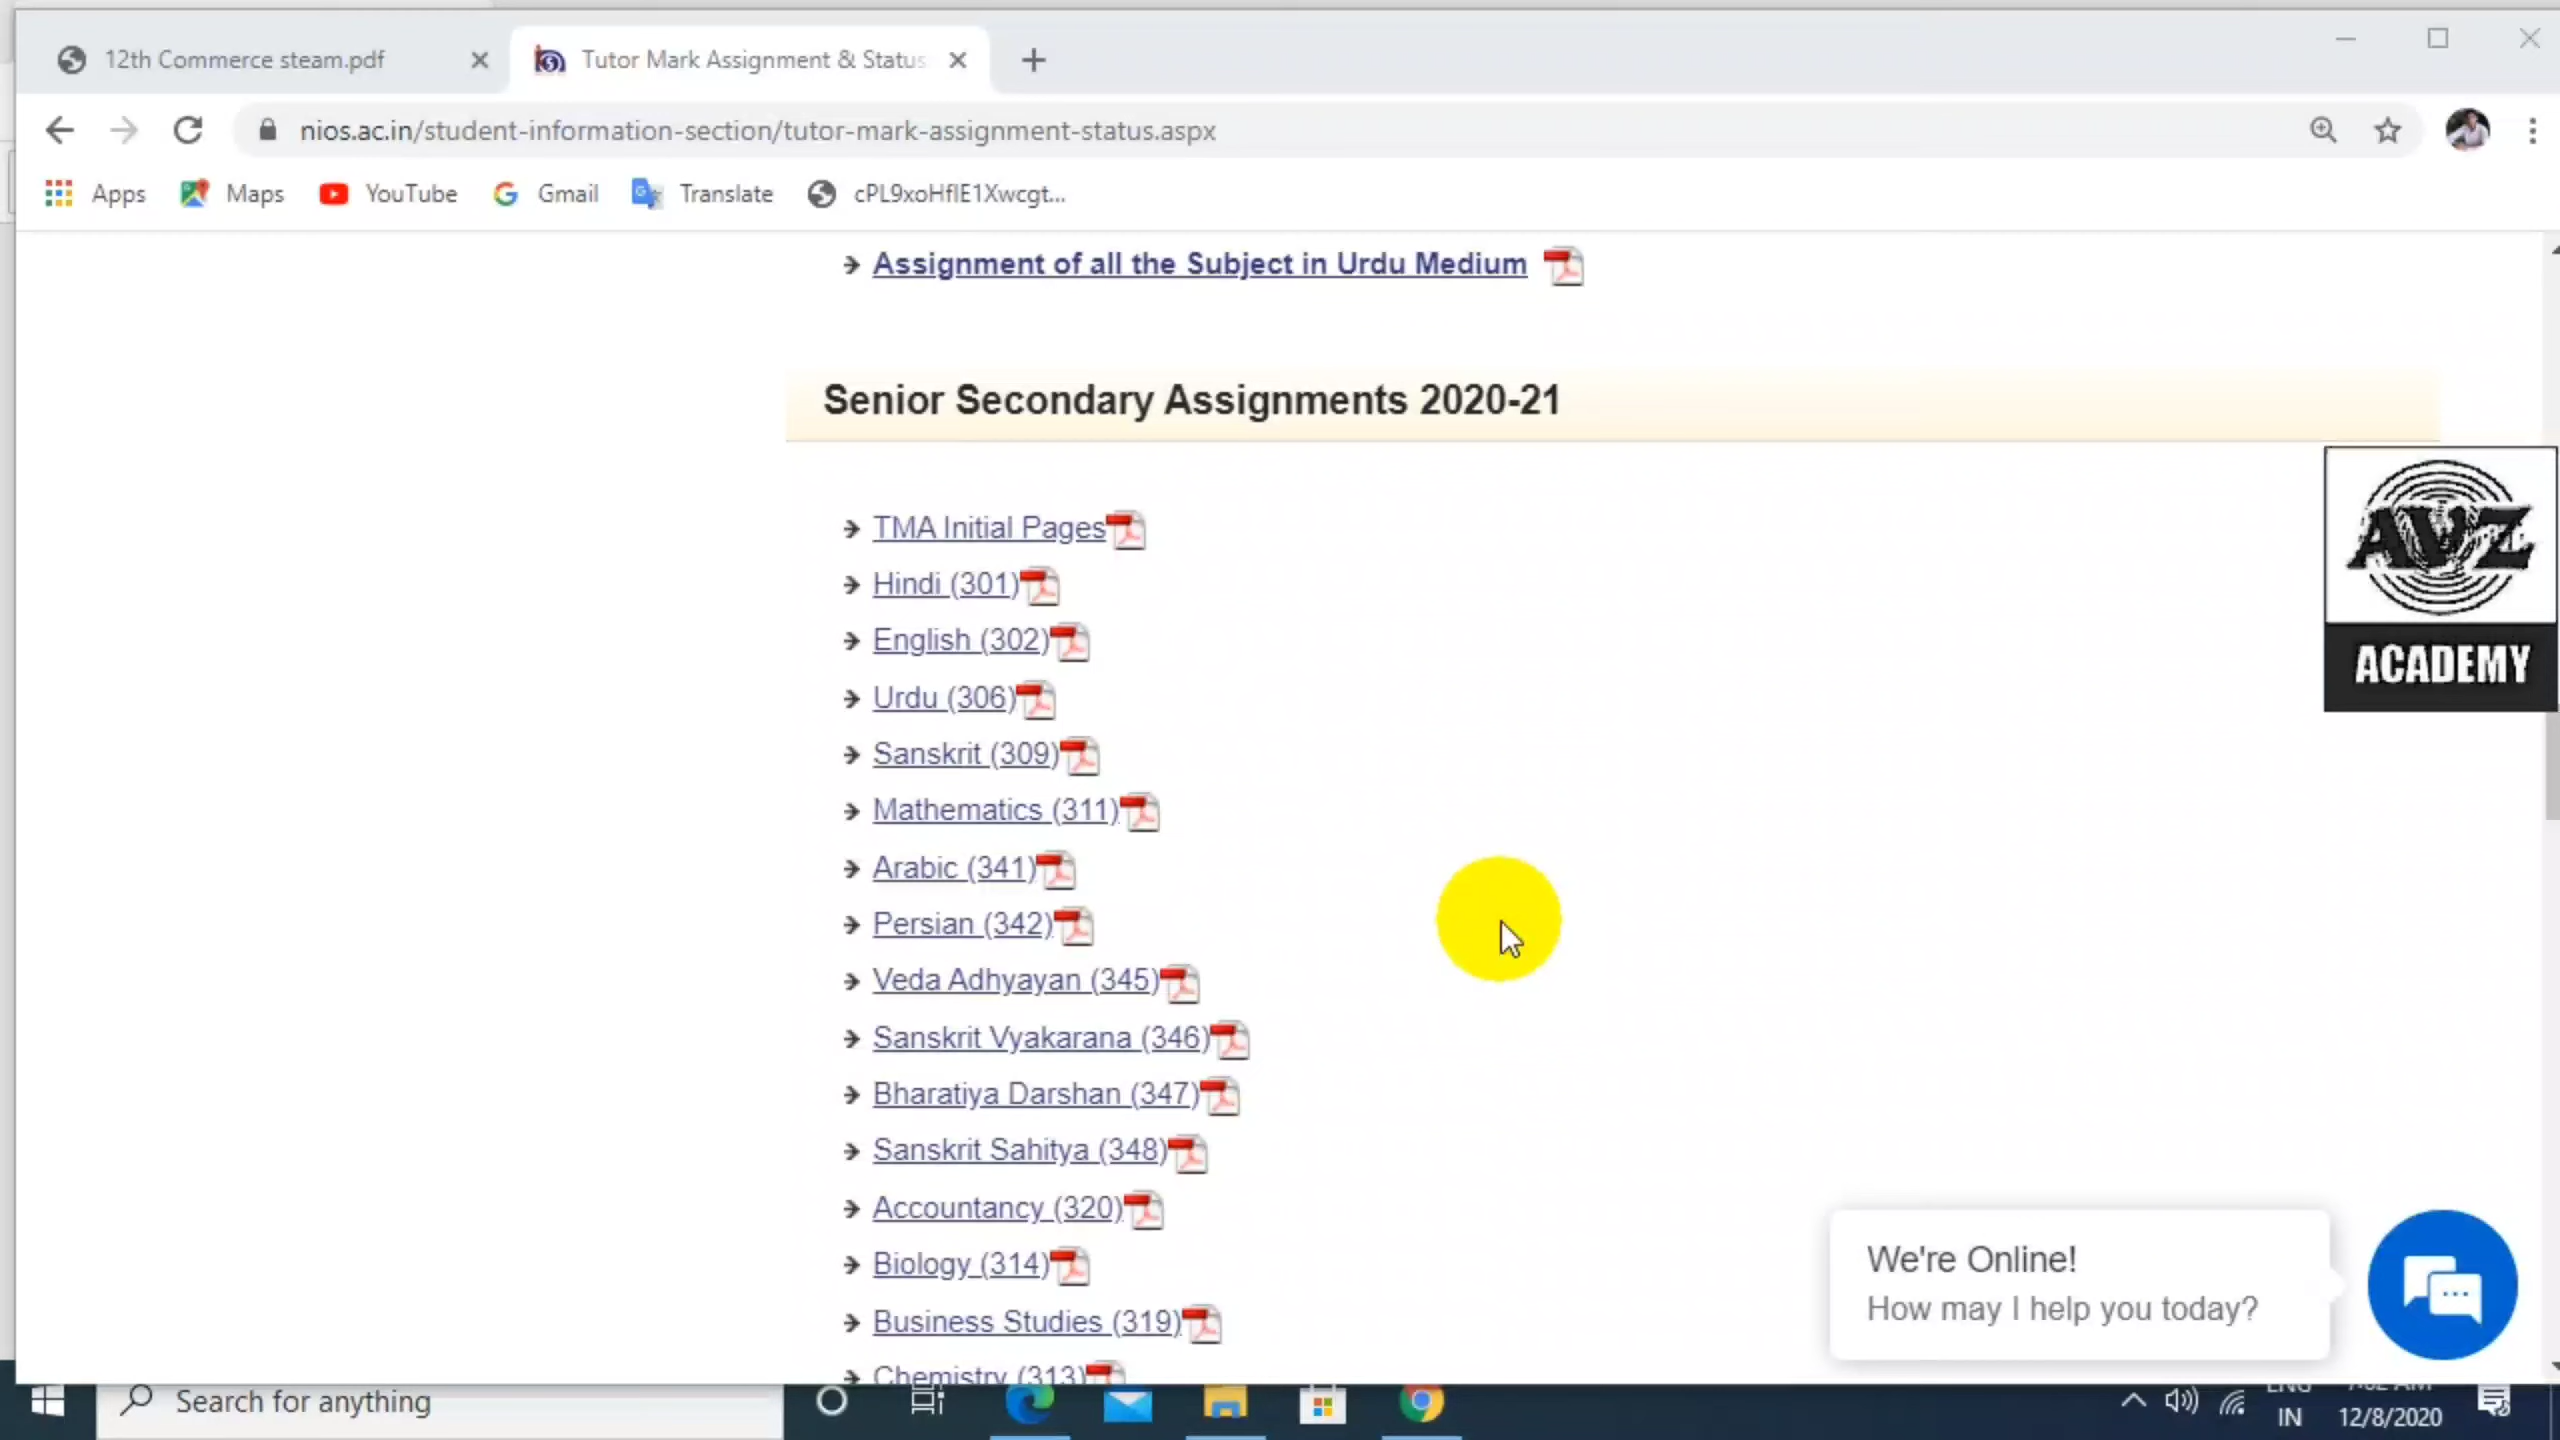 12th Commerce steam.pdf
Tutor Mark Assignment & Status
nios.ac.in/student-information-section/tutor-mark-assignment-status.aspx
Apps Maps YouTube Gmail Translate cPL9xoHflE1Xwcgt...
Assignment of all the Subject in Urdu Medium
Senior Secondary Assignments 2020-21
TMA Initial Pages
Hindi (301)
English (302)
Urdu (306)
Sanskrit (309)
Mathematics (311)
Arabic (341)
Persian (342)
Veda Adhyayan (345)
Sanskrit Vyakarana (346)
Bharatiya Darshan (347)
Sanskrit Sahitya (348)
Accountancy (320)
Biology (314)
Business Studies (319)
Chemistry (313)
AVZ
ACADEMY
We're Online!
How may I help you today?
Search for anything
ENG
IN
12/8/2020